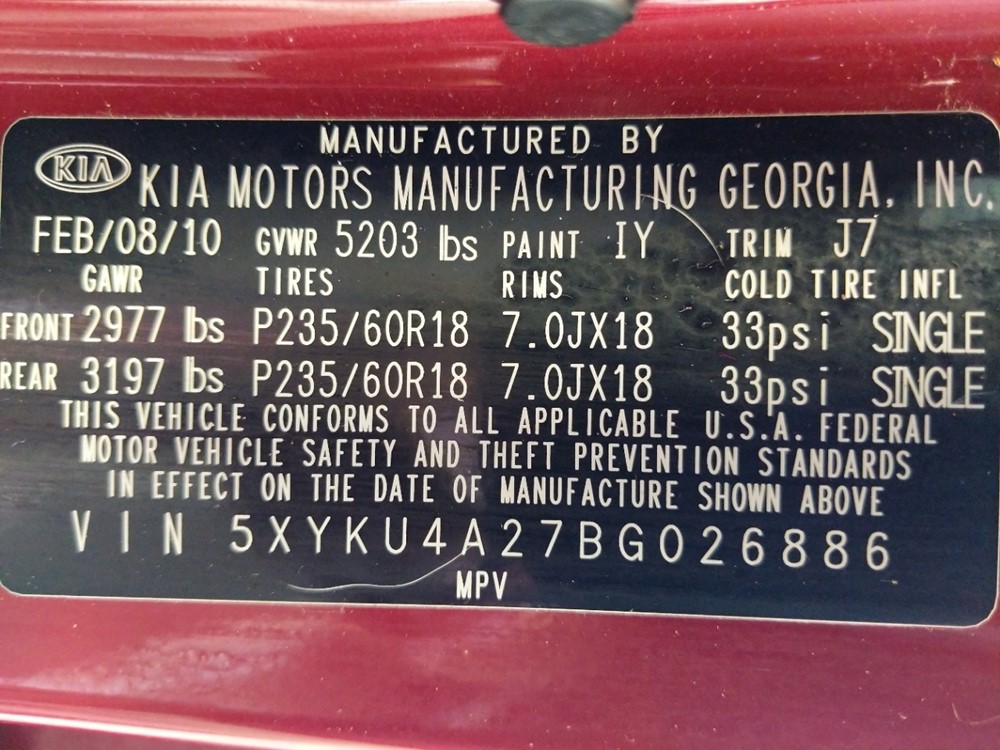 MANUFACTURED BY
KIA KIA MOTORS MANUFACTURING GEORGIA, INC.
FEB/08/10 GVWR 5203 lbs PAINT IY TRIM J7
GAWR TIRES RIMS COLD TIRE INFL
FRONT 2977 lbs P235/60R18 7.0JX18 33psi SINGLE
REAR 3197 lbs P235/60R18 7.0JX18 33psi SINGLE
THIS VEHICLE CONFORMS TO ALL APPLICABLE U.S.A. FEDERAL
MOTOR VEHICLE SAFETY AND THEFT PREVENTION STANDARDS
IN EFFECT ON THE DATE OF MANUFACTURE SHOWN ABOVE
VIN 5XYKU4A27BG026886
MPV